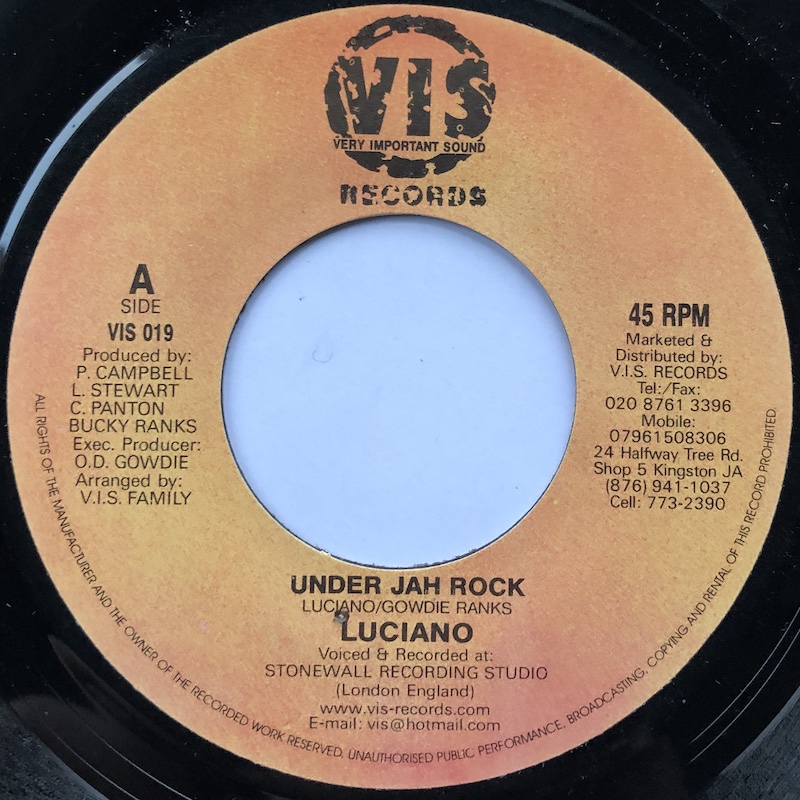 VIS
VERY IMPORTANT SOUND
RECORDS
A
SIDE
VIS 019
Produced by:
P. CAMPBELL
L. STEWART
C. PANTON
BUCKY RANKS
Exec. Producer:
O.D. GOWDIE
Arranged by:
V.I.S. FAMILY
45 RPM
Marketed &
Distributed by:
V.I.S. RECORDS
Tel:/Fax:
020 8761 3396
Mobile:
07961508306
24 Halfway Tree Rd.
Shop 5 Kingston JA
(876) 941-1037
Cell: 773-2390
UNDER JAH ROCK
LUCIANO/GOWDIE RANKS
LUCIANO
Voiced & Recorded at:
STONEWALL RECORDING STUDIO
(London England)
www.vis-records.com
E-mail: vis@hotmail.com
ALL RIGHTS OF THE MANUFACTURER AND THE OWNER OF THE RECORDED WORK RESERVED. UNAUTHORISED PUBLIC PERFORMANCE, BROADCASTING, COPYING AND RENTAL OF THIS RECORD PROHIBITED.